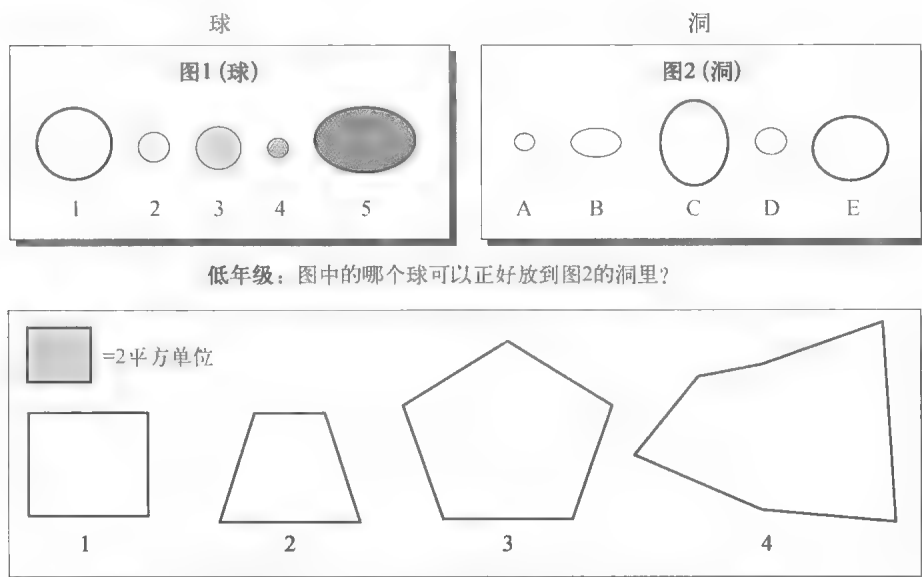 球 洞
图1 (球) 图2 (洞)
1 2 3 4 5 A B C D E
低年级：图中的哪个球可以正好放到图2的洞里？
=2平方单位
1 2 3 4